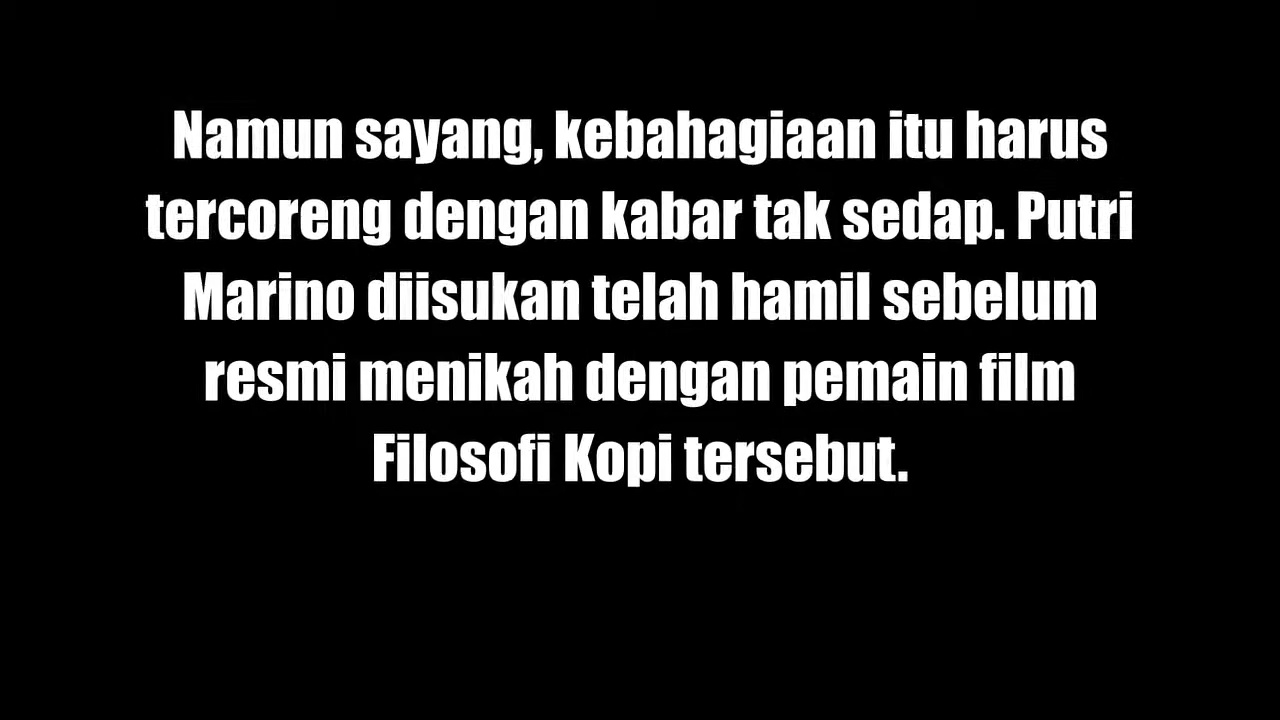 Namun sayang, kebahagiaan itu harus
tercoreng dengan kabar tak sedap. Putri
Marino diisukan telah hamil sebelum
resmi menikah dengan pemain film
Filosofi Kopi tersebut.